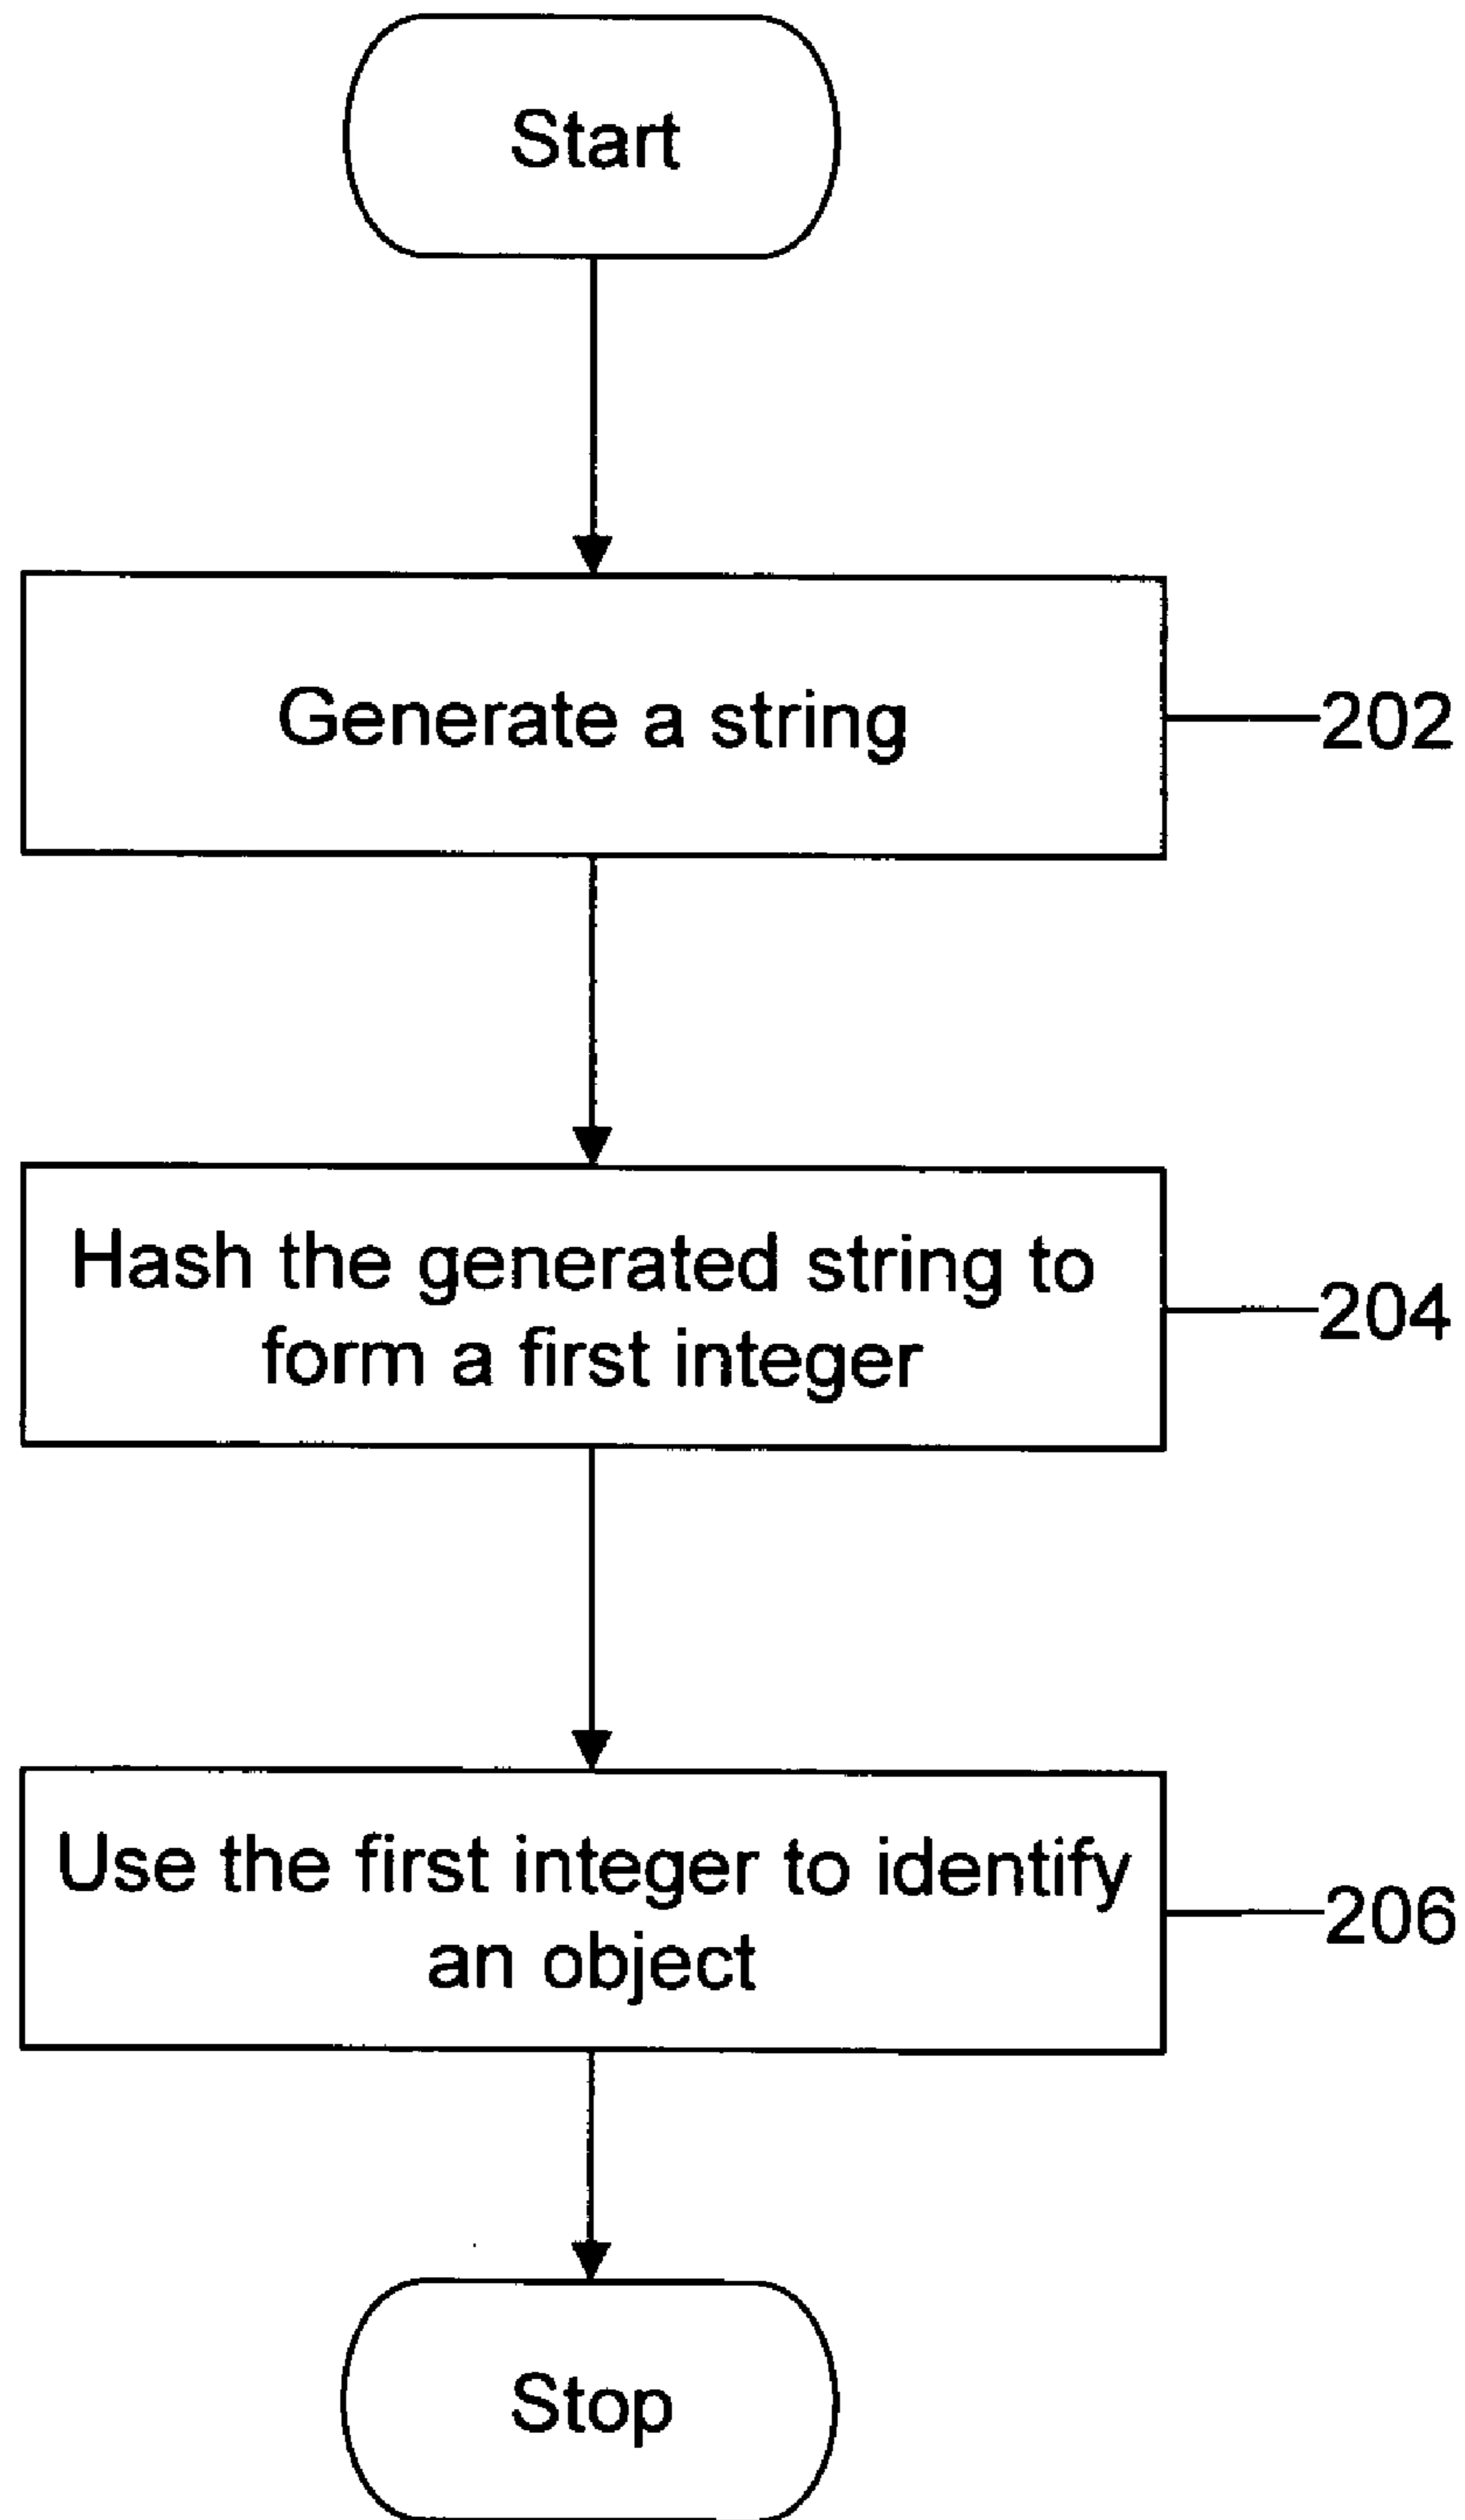 Start
Generate a string
202
Hash the generated string to
form a first integer
204
Use the first integer to identify
an object
206
Stop